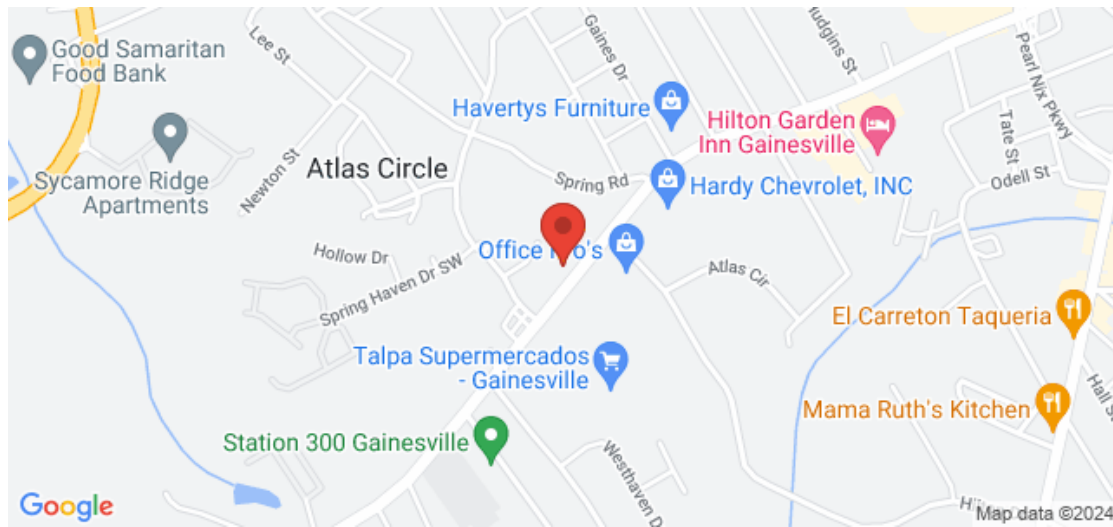 Good Samaritan
Food Bank
Lee St
Gaines Dr
Hudgins St
Pearl Nix Pkwy
Havertys Furniture
Hilton Garden
Inn Gainesville
Tate St
Odell St
Sycamore Ridge
Apartments
Newton St
Atlas Circle
Spring Rd
Hardy Chevrolet, INC
Hollow Dr
Spring Haven Dr SW
Office
o's
Atlas Cir
El Carreton Taqueria
Talpa Supermercados
- Gainesville
Mama Ruth's Kitchen
Hall S
Station 300 Gainesville
Westhaven D
Google
Map data ©2024